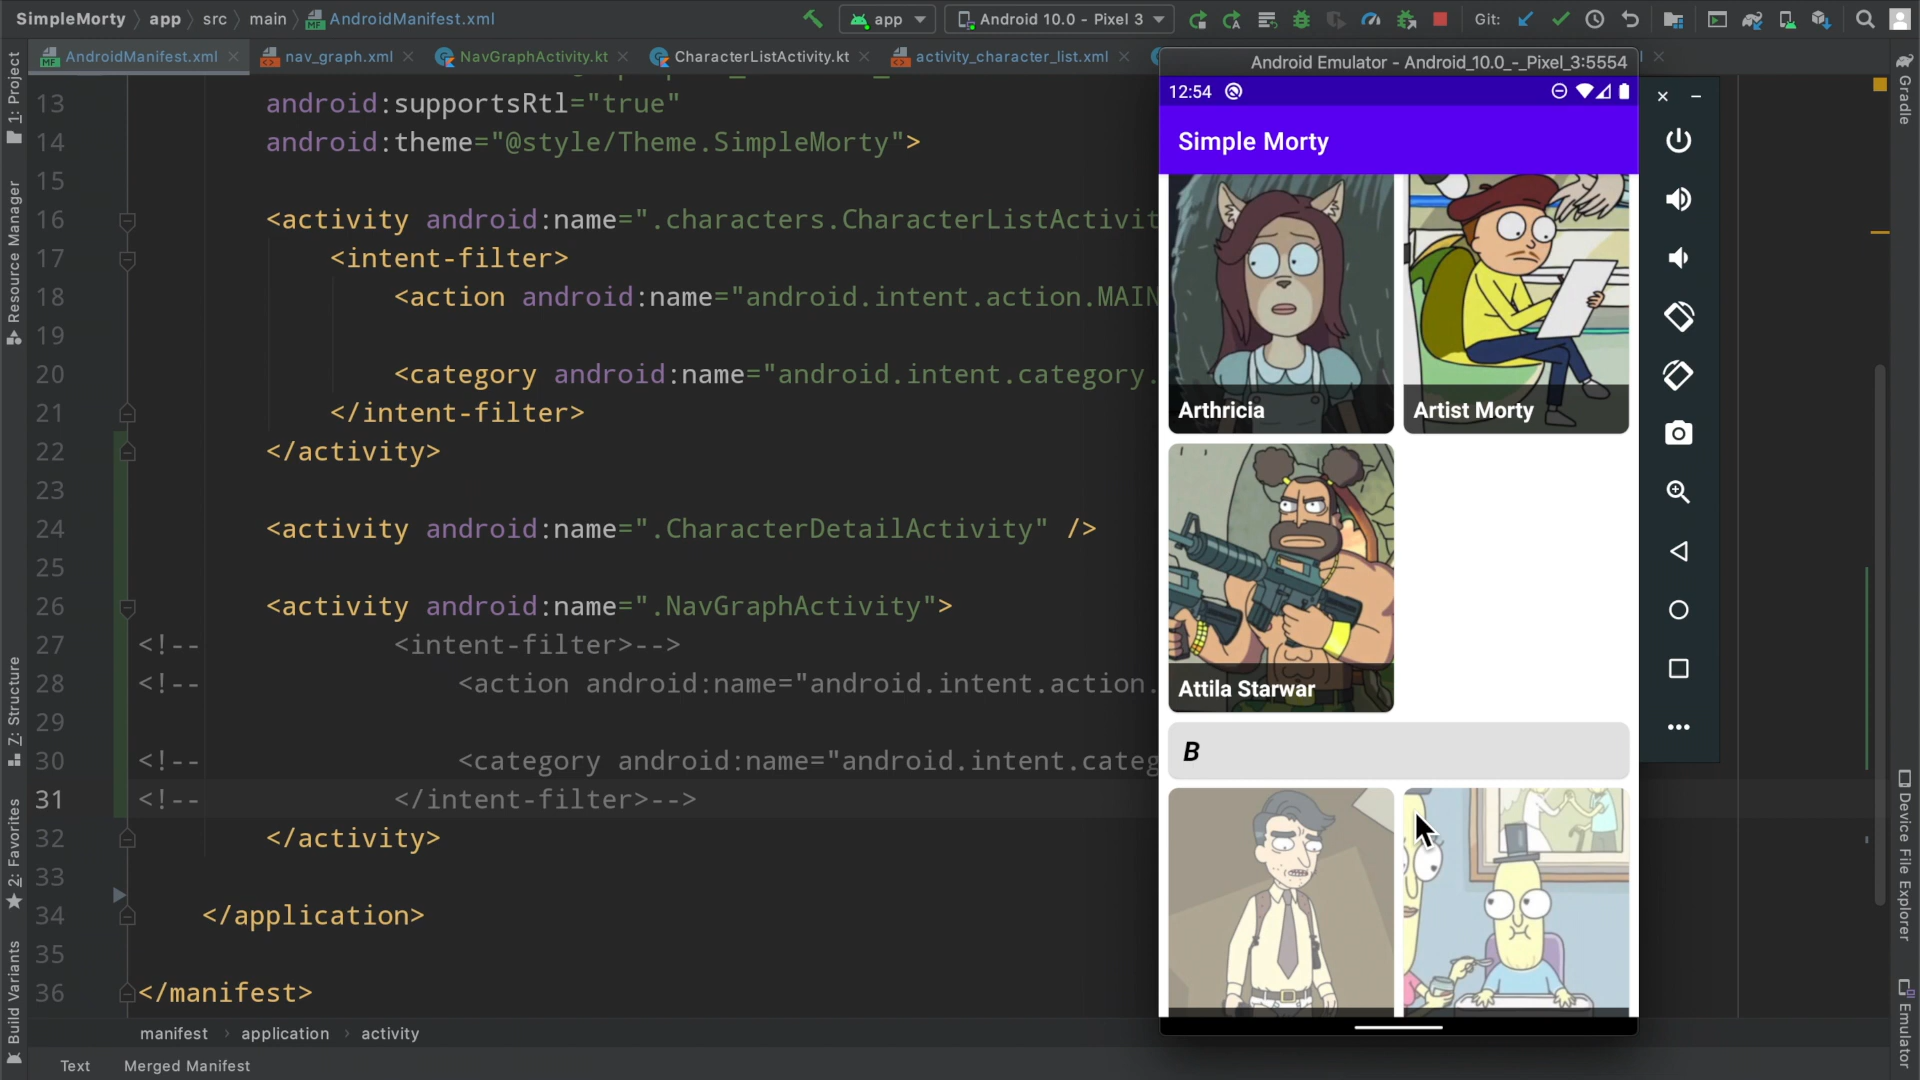 SimpleMorty app src main AndroidManifest.xml
app Android 10.0 - Pixel 3 Git:
AndroidManifest.xml nav_graph.xml NavGraphActivity.kt CharacterListActivity.kt activity_character_list.xml
1: Project
Resource Manager
Z: Structure
2: Favorites
Build Variants
13 android:supportsRtl="true"
14 android:theme="@style/Theme.SimpleMorty">
15
16 <activity android:name=".characters.CharacterListActivit
17 <intent-filter>
18 <action android:name="android.intent.action.MAIN
19
20 <category android:name="android.intent.category.
21 </intent-filter>
22 </activity>
23
24 <activity android:name=".CharacterDetailActivity" />
25
26 <activity android:name=".NavGraphActivity">
27 <!-- <intent-filter>-->
28 <!-- <action android:name="android.intent.action.
29
30 <!-- <category android:name="android.intent.categ
31 <!-- </intent-filter>-->
32 </activity>
33
34 </application>
35
36 </manifest>
manifest application activity
Text Merged Manifest
Android Emulator - Android_10.0_-_Pixel_3:5554
12:54
Simple Morty
Arthricia
Artist Morty
Attila Starwar
B
Gradle
Device File Explorer
Emulator